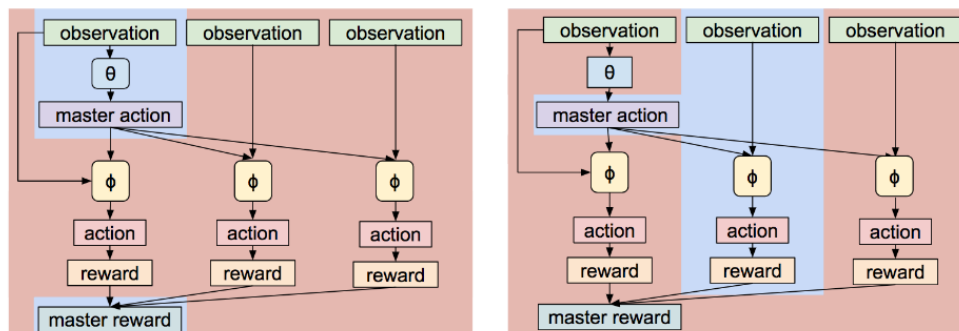 observation observation observation
θ
master action
ϕ ϕ ϕ
action action action
reward reward reward
master reward
observation observation observation
θ
master action
ϕ ϕ ϕ
action action action
reward reward reward
master reward